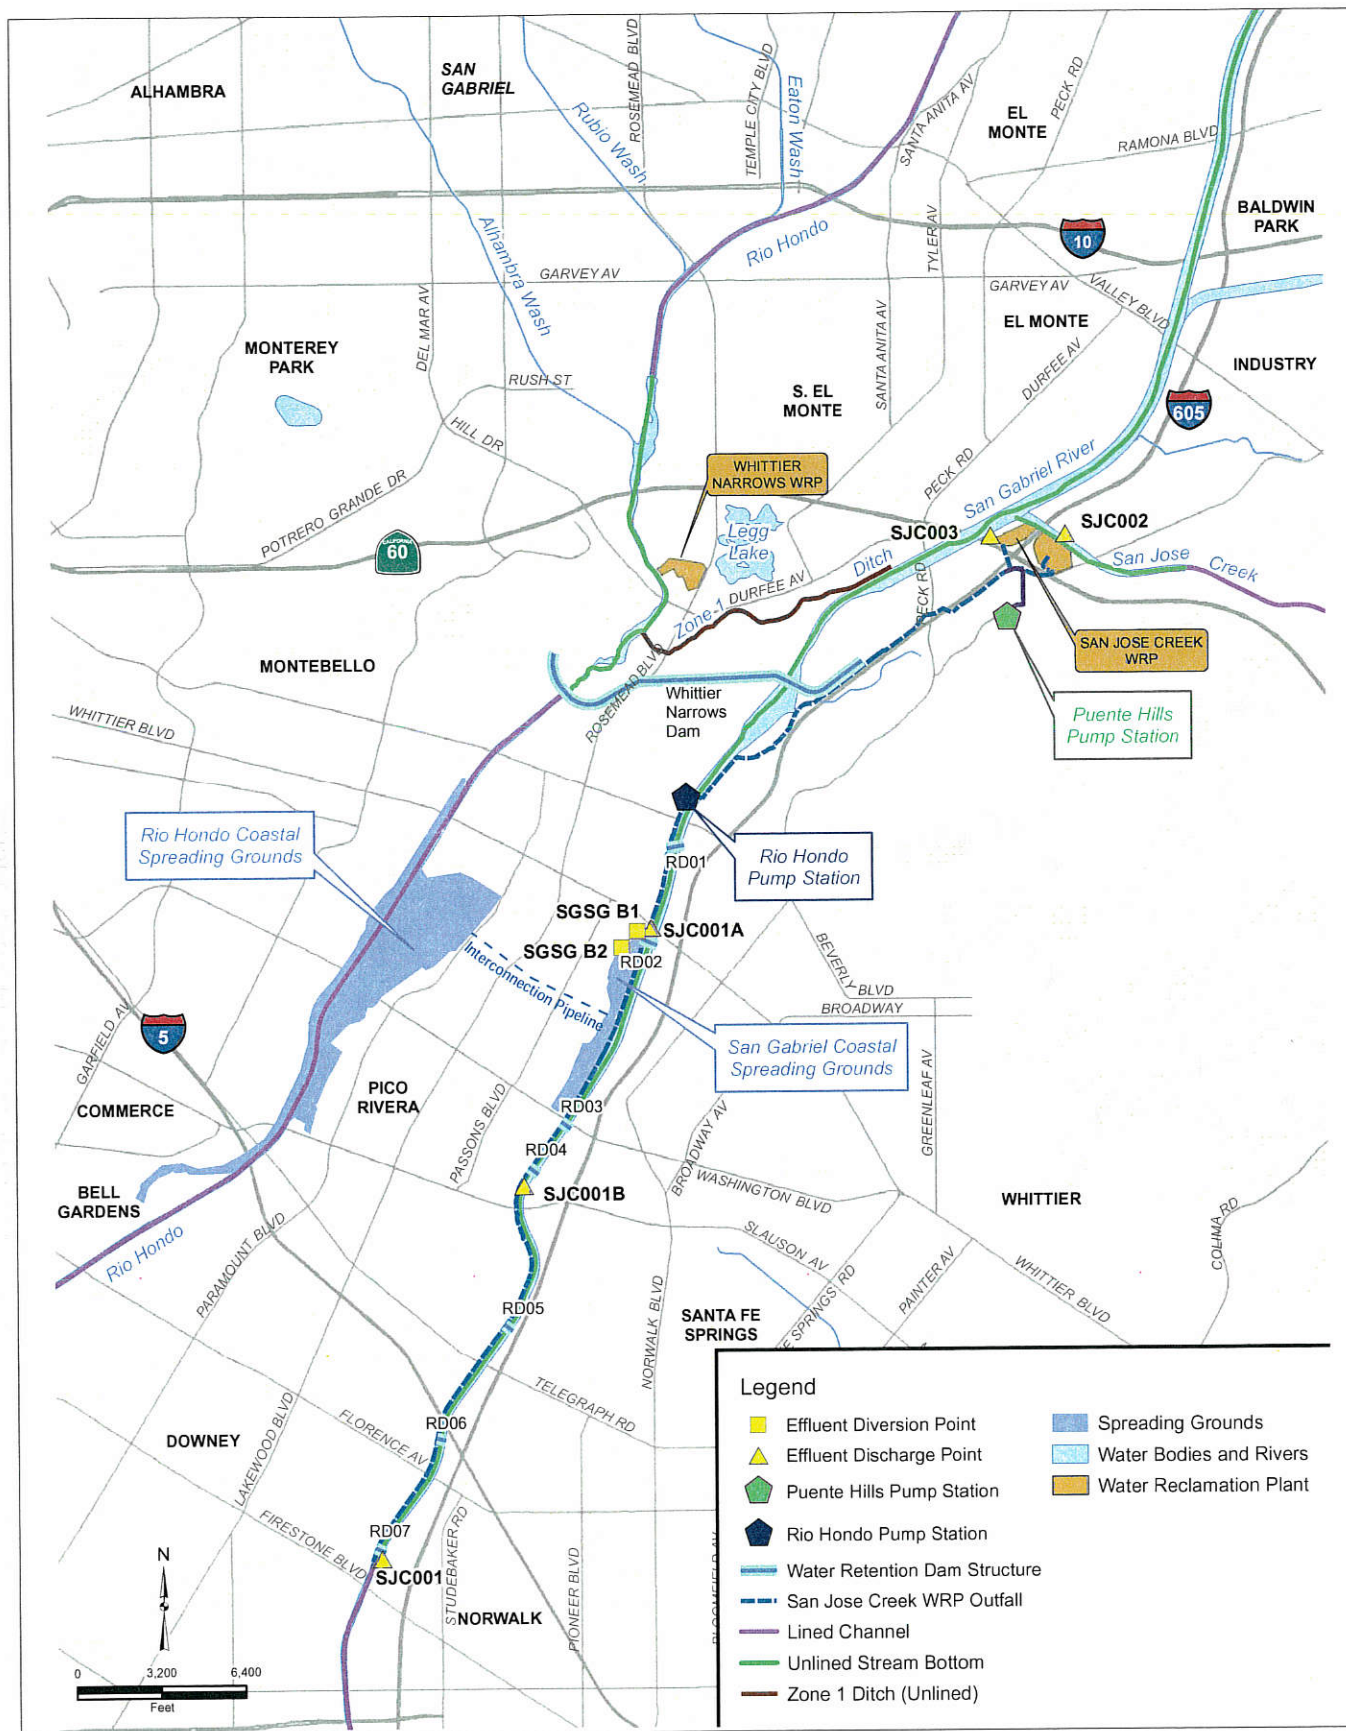 ALHAMBRA
SAN
GABRIEL
ROSEMEAD BLVD
TEMPLE CITY BLVD
Eaton Wash
Rubio Wash
SANTA ANITA AV
EL
MONTE
PECK RD
RAMONA BLVD
BALDWIN
PARK
10
Rio Hondo
TYLER AV
Alhambra Wash
GARVEY AV
GARVEY AV
VALLEY BLVD
EL MONTE
DEL MAR AV
MONTEREY
PARK
RUSH ST
SANTA ANITA AV
DURFEE AV
INDUSTRY
S. EL
MONTE
605
HILL DR
POTRERO GRANDE DR
WHITTIER
NARROWS WRP
PECK RD
San Gabriel River
SJC003
SJC002
CALIFORNIA
60
Legg
Lake
Ditch
San Jose
Creek
DURFEE AV
Zone-1
PECK RD
SAN JOSE CREEK
WRP
MONTEBELLO
ROSEMEAD BLVD
Whittier
Narrows
Dam
WHITTIER BLVD
Puente Hills
Pump Station
Rio Hondo Coastal
Spreading Grounds
RD01
Rio Hondo
Pump Station
SGSG B1
SJC001A
SGSG B2
RD02
Interconnection Pipeline
BEVERLY BLVD
BROADWAY
GARFIELD AV
5
San Gabriel Coastal
Spreading Grounds
GREENLEAF AV
PICO
RIVERA
COMMERCE
RD03
PASSONS BLVD
RD04
BROADWAY AV
WASHINGTON BLVD
BELL
GARDENS
SJC001B
WHITTIER
Rio Hondo
PARAMOUNT BLVD
SLAUSON AV
COLIMA RD
PAINTER AV
WHITTIER BLVD
RD05
NORWALK BLVD
SANTA FE
SPRINGS
E SPRINGS RD
TELEGRAPH RD
RD06
FLORENCE AV
DOWNEY
LAKEWOOD BLVD
FIRESTONE BLVD
RD07
SJC001
STUDEBAKER RD
NORWALK
PIONEER BLVD
N
0 3,200 6,400
Feet
Legend
Effluent Diversion Point
Effluent Discharge Point
Puente Hills Pump Station
Rio Hondo Pump Station
Water Retention Dam Structure
San Jose Creek WRP Outfall
Lined Channel
Unlined Stream Bottom
Zone 1 Ditch (Unlined)
Spreading Grounds
Water Bodies and Rivers
Water Reclamation Plant